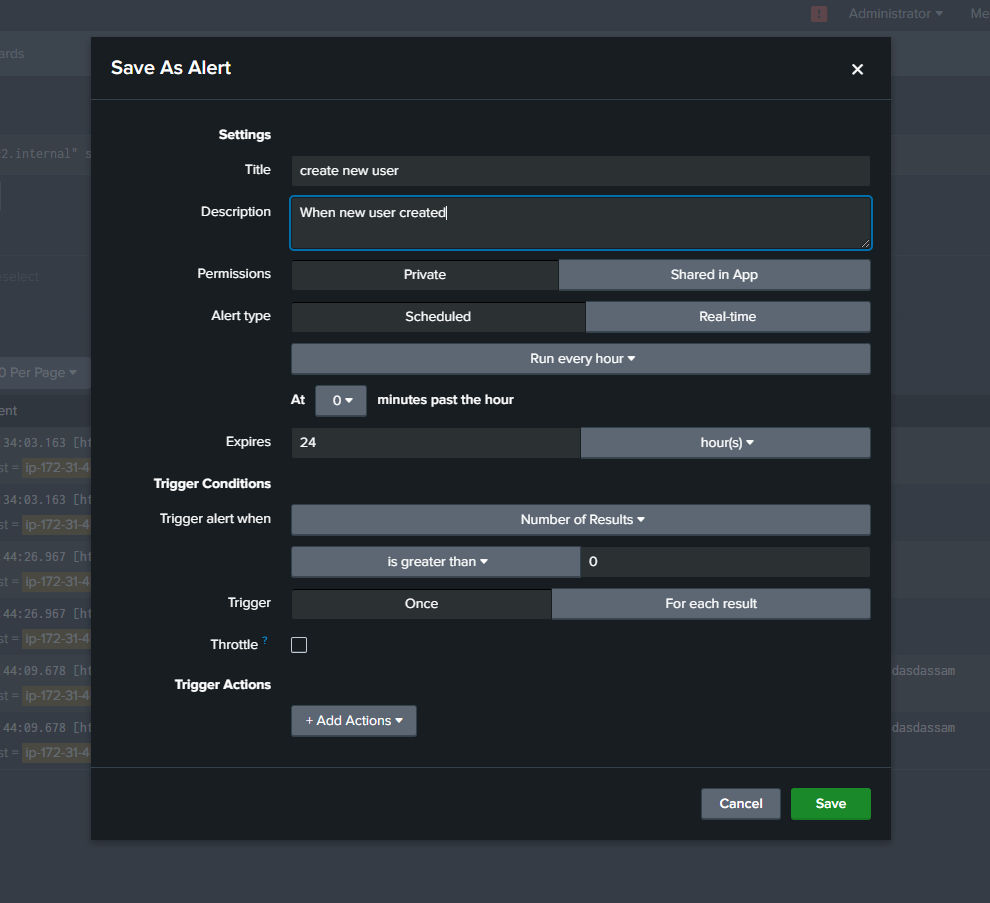 ! Administrator Me
ards
Save As Alert
Settings
2.internal" s
Title create new user
Description When new user created
Permissions Private Shared in App
eselect
Alert type Scheduled Real-time
Run every hour
0 Per Page
At 0 minutes past the hour
ent
Expires 24 hour(s)
34:03.163 [ht
st = ip-172-31-4
Trigger Conditions
34:03.163 [ht
Trigger alert when Number of Results
st = ip-172-31-4
44:26.967 [ht
is greater than 0
st = ip-172-31-4
Trigger Once For each result
44:26.967 [ht
st = ip-172-31-4
Throttle ?
44:09.678 [ht dasdassam
Trigger Actions
st = ip-172-31-4
+ Add Actions
44:09.678 [ht dasdassam
st = ip-172-31-4
Cancel Save